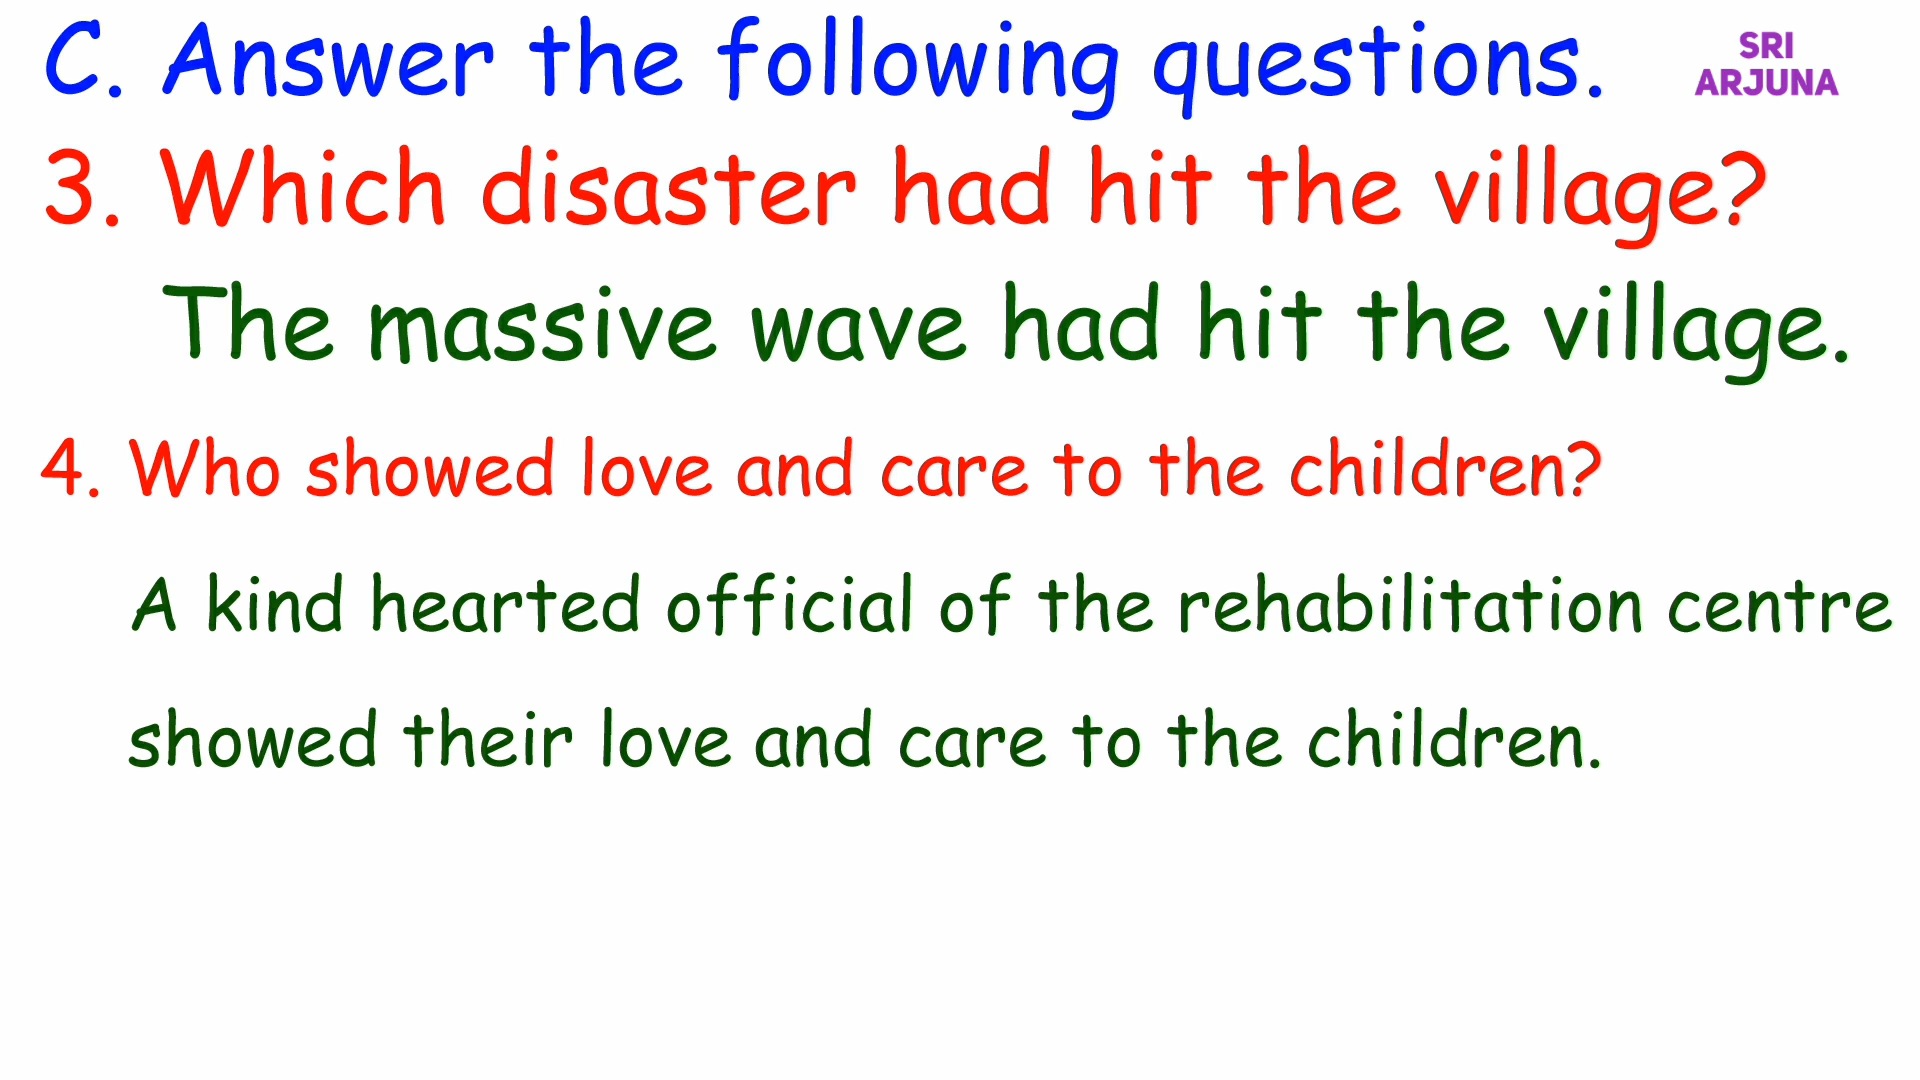 C. Answer the following questions.
SRI
ARJUNA
3. Which disaster had hit the village?
The massive wave had hit the village.
4. Who showed love and care to the children?
A kind hearted official of the rehabilitation centre
showed their love and care to the children.